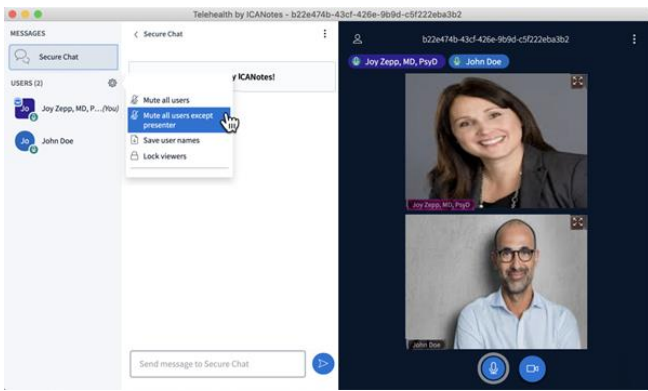 Telehealth by ICANotes - b22e474b-43cf-426e-9b9d-c5f222eba3b2
MESSAGES
Secure Chat
USERS (2)
Jo
Joy Zepp, MD, P... (You)
Jo
John Doe
Secure Chat
y ICANotes!
Mute all users
Mute all users except
presenter
Save user names
Lock viewers
Send message to Secure Chat
b22e474b-43cf-426e-9b9d-c5f222eba3b2
Joy Zepp, MD, PsyD
John Doe
Joy Zepp, MD, PsyD
John Doe